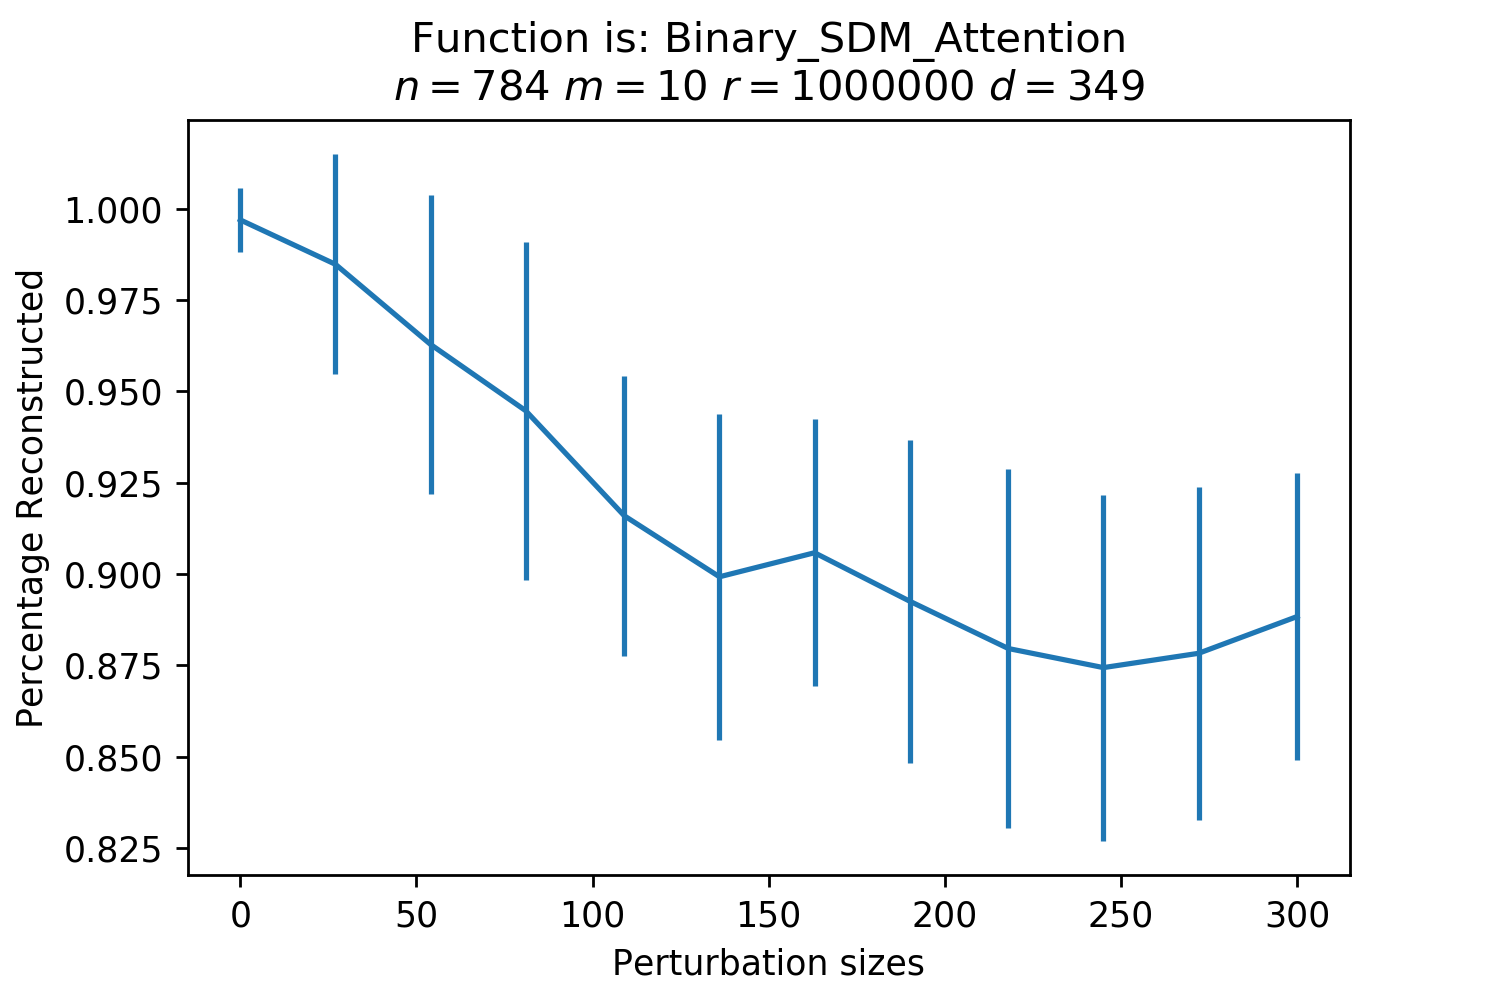 Function is: Binary_SDM_Attention
n = 784 m = 10 r = 1000000 d = 349
Percentage Reconstructed
1.000
0.975
0.950
0.925
0.900
0.875
0.850
0.825
0 50 100 150 200 250 300
Perturbation sizes